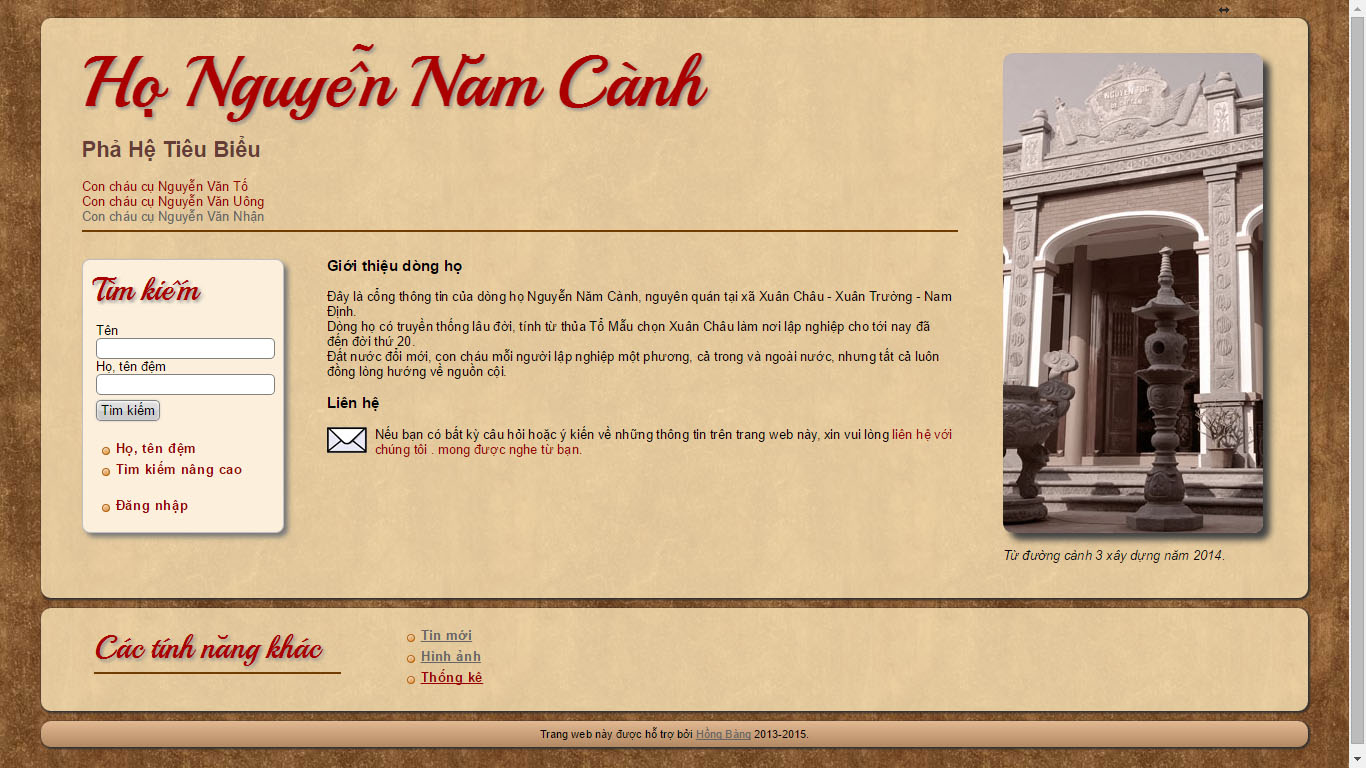 Họ Nguyễn Năm Cành
Phả Hệ Tiêu Biểu
Con cháu cụ Nguyễn Văn Tố
Con cháu cụ Nguyễn Văn Uông
Con cháu cụ Nguyễn Văn Nhận
Tìm kiếm
Tên
Họ, tên đệm
Tìm kiếm
Họ, tên đệm
Tìm kiếm nâng cao
Đăng nhập
Giới thiệu dòng họ
Đây là cổng thông tin của dòng họ Nguyễn Năm Cành, nguyên quán tại xã Xuân Châu - Xuân Trường - Nam
Định.
Dòng họ có truyền thống lâu đời, tính từ thủa Tổ Mẫu chọn Xuân Châu làm nơi lập nghiệp cho tới nay đã
đến đời thứ 20.
Đất nước đổi mới, con cháu mỗi người lập nghiệp một phương, cả trong và ngoài nước, nhưng tất cả luôn
đồng lòng hướng về nguồn cội.
Liên hệ
Nếu bạn có bất kỳ câu hỏi hoặc ý kiến về những thông tin trên trang web này, xin vui lòng liên hệ với
chúng tôi . mong được nghe từ bạn.
Từ đường cành 3 xây dựng năm 2014.
Các tính năng khác
Tin mới
Hình ảnh
Thống kê
Trang web này được hỗ trợ bởi Hồng Bàng 2013-2015.